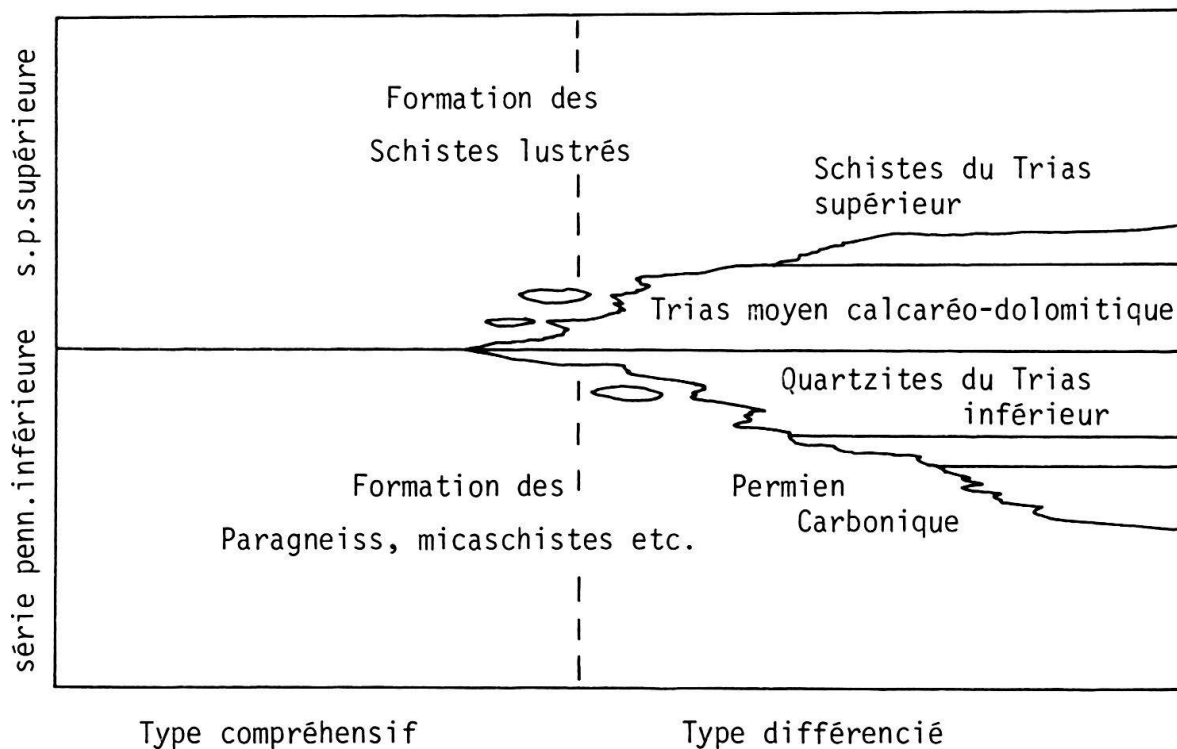 s.p.supérieure
série penn.inférieure
Formation des
Schistes lustrés
Schistes du Trias
supérieur
Trias moyen calcaréo-dolomitique
Quartzites du Trias
inférieur
Formation des
Paragneiss, micaschistes etc.
Permien
Carbonique
Type compréhensif
Type différencié